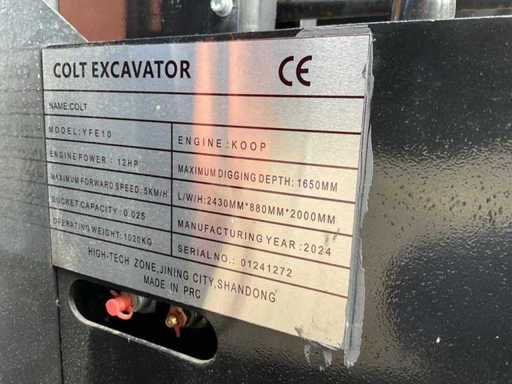 COLT EXCAVATOR CE
NAME:COLT
MODEL:YFE10 ENGINE:KOOP
ENGINE POWER : 12HP MAXIMUM DIGGING DEPTH: 1650MM
MAXIMUM FORWARD SPEED:5KM/H L/W/H:2430MM*880MM*2000MM
BUCKET CAPACITY:0.025 MANUFACTURING YEAR:2024
OPERATING WEIGHT:1020KG SERIAL NO.: 01241272
HIGH-TECH ZONE,JINING CITY,SHANDONG
MADE IN PRC